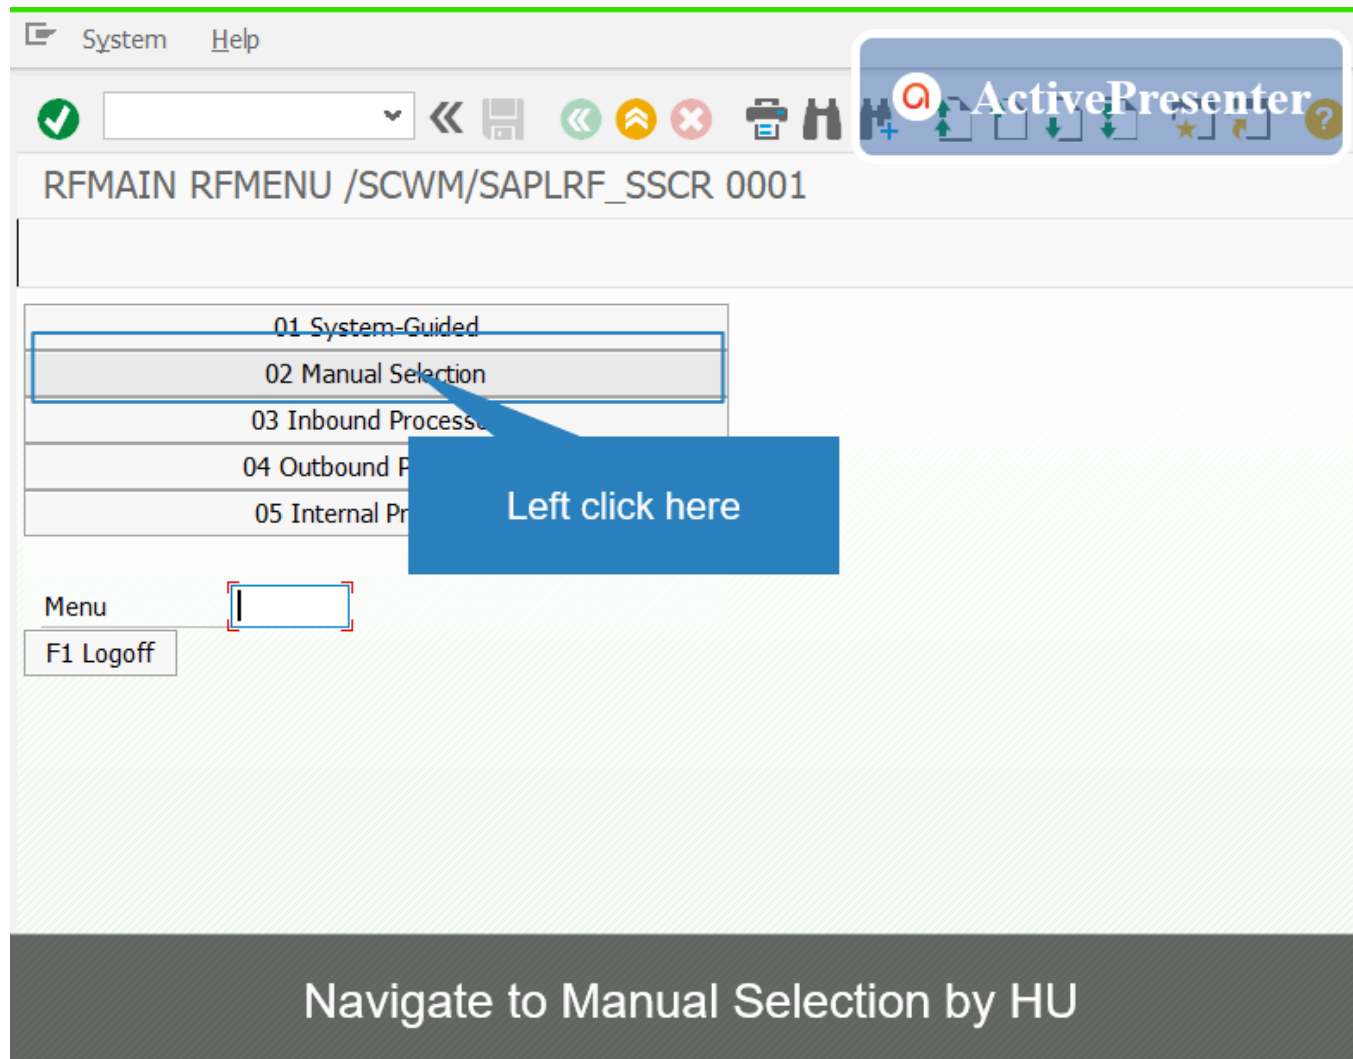 System Help
ActivePresenter
RFMAIN RFMENU /SCWM/SAPLRF_SSCR 0001
01 System-Guided
02 Manual Selection
03 Inbound
04 Outbound
05 Internal
Left click here
Menu
F1 Logoff
Navigate to Manual Selection by HU